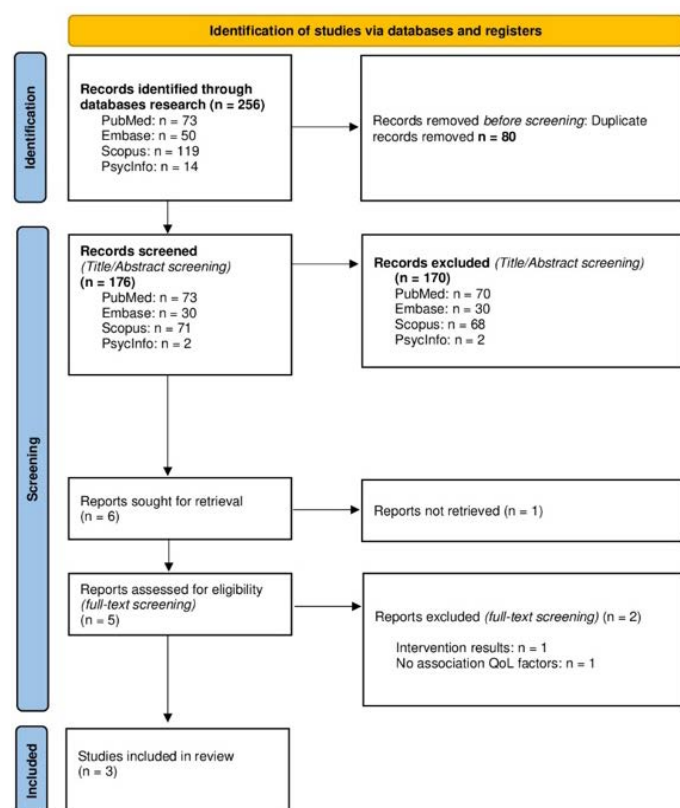 Identification of studies via databases and registers
Identification
Records identified through
databases research (n = 256)
PubMed: n = 73
Embase: n = 50
Scopus: n = 119
PsycInfo: n = 14
Records removed before screening: Duplicate
records removed n = 80
Screening
Records screened
(Title/Abstract screening)
(n = 176)
PubMed: n = 73
Embase: n = 30
Scopus: n = 71
PsycInfo: n = 2
Records excluded (Title/Abstract screening)
(n = 170)
PubMed: n = 70
Embase: n = 30
Scopus: n = 68
PsycInfo: n = 2
Reports sought for retrieval
(n = 6)
Reports not retrieved (n = 1)
Reports assessed for eligibility
(full-text screening)
(n = 5)
Reports excluded (full-text screening) (n = 2)
Intervention results: n = 1
No association QoL factors: n = 1
Included
Studies included in review
(n = 3)